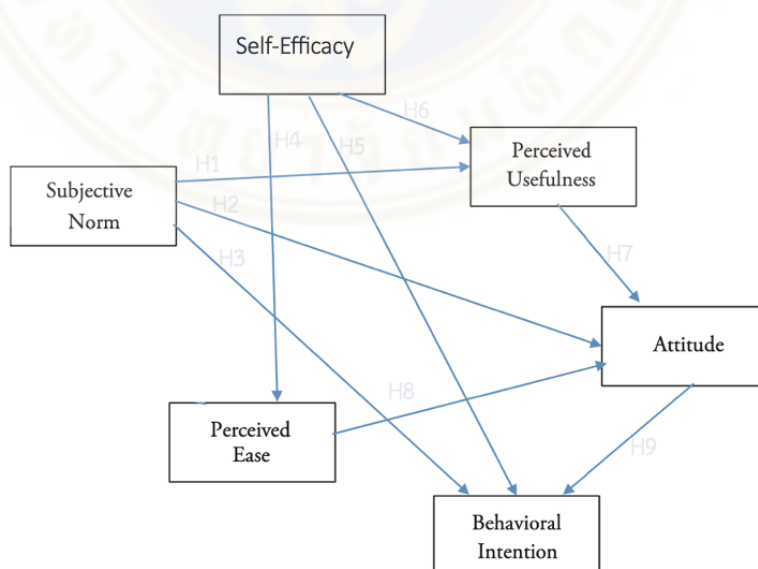 Self-Efficacy
H6
H4
H5
Perceived
Usefulness
H1
Subjective
Norm
H2
H3
H7
Attitude
H8
Perceived
Ease
H9
Behavioral
Intention